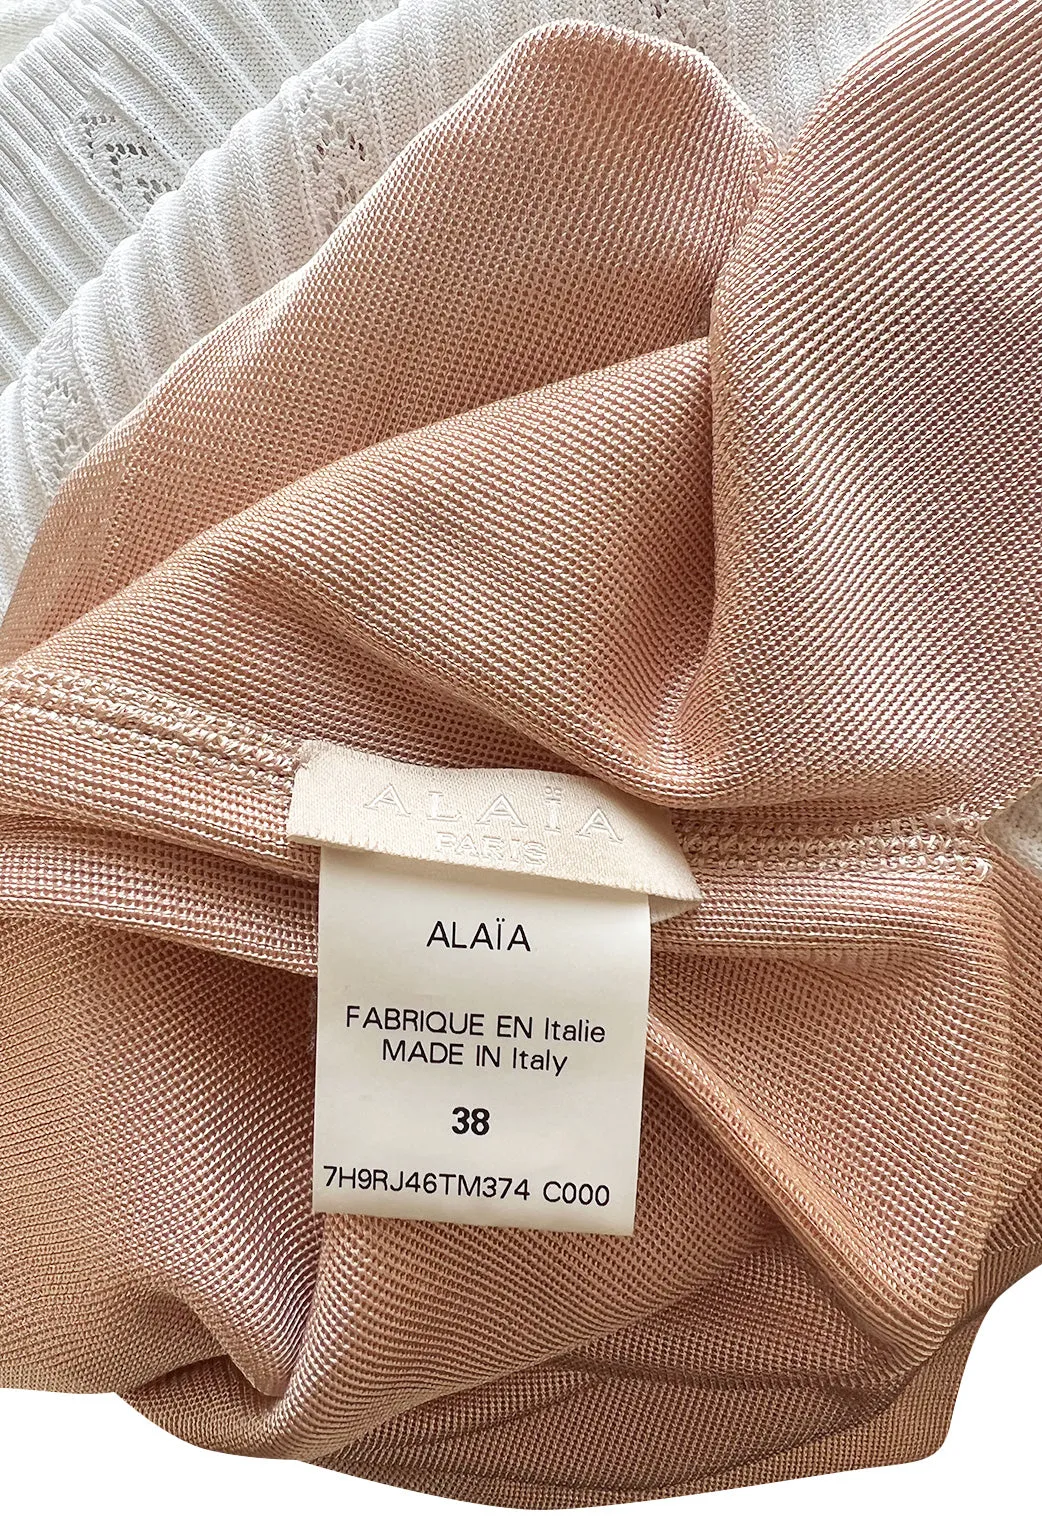 ALAÏA
PARIS
ALAÏA
FABRIQUE EN Italie
MADE IN Italy
38
7H9RJ46TM374 C000